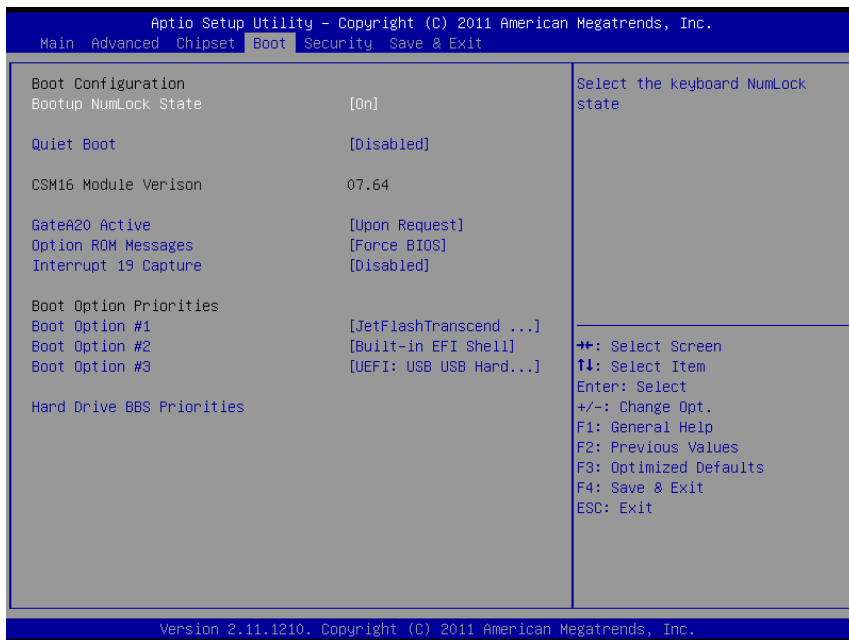 Aptio Setup Utility – Copyright (C) 2011 American Megatrends, Inc.
Main Advanced Chipset Boot Security Save & Exit
Boot Configuration
Bootup NumLock State [On]
Quiet Boot [Disabled]
CSM16 Module Verison 07.64
GateA20 Active [Upon Request]
Option ROM Messages [Force BIOS]
Interrupt 19 Capture [Disabled]
Boot Option Priorities
Boot Option #1 [JetFlashTranscend ...]
Boot Option #2 [Built-in EFI Shell]
Boot Option #3 [UEFI: USB USB Hard...]
Hard Drive BBS Priorities
Select the keyboard NumLock
state
→←: Select Screen
↑↓: Select Item
Enter: Select
+/-: Change Opt.
F1: General Help
F2: Previous Values
F3: Optimized Defaults
F4: Save & Exit
ESC: Exit
Version 2.11.1210. Copyright (C) 2011 American Megatrends, Inc.